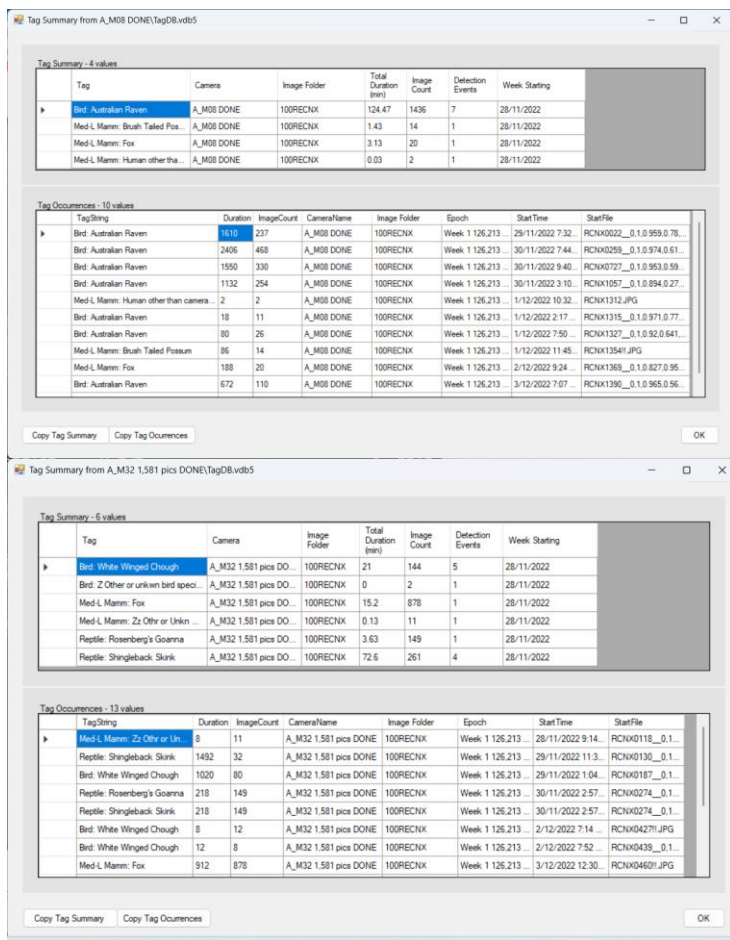 Tag Summary from A_M08 DONE\TagDB.vdb5
Tag Summary - 4 values
Tag Camera Image Folder Total Duration (min) Image Count Detection Events Week Starting
Bird: Australian Raven A_M08 DONE 100RECNX 124.47 1436 7 28/11/2022
Med-L Mamm: Brush Tailed Pos... A_M08 DONE 100RECNX 1.43 14 1 28/11/2022
Med-L Mamm: Fox A_M08 DONE 100RECNX 3.13 20 1 28/11/2022
Med-L Mamm: Human other tha... A_M08 DONE 100RECNX 0.03 2 1 28/11/2022
Tag Occurrences - 10 values
TagString Duration ImageCount CameraName Image Folder Epoch StartTime StartFile
Bird: Australian Raven 1610 237 A_M08 DONE 100RECNX Week 1 126,213 ... 29/11/2022 7:32... RCNX0022__0,1,0.959,0.78,...
Bird: Australian Raven 2406 468 A_M08 DONE 100RECNX Week 1 126,213 ... 30/11/2022 7:44... RCNX0259__0,1,0.974,0.61...
Bird: Australian Raven 1550 330 A_M08 DONE 100RECNX Week 1 126,213 ... 30/11/2022 9:40... RCNX0727__0,1,0.953,0.59...
Bird: Australian Raven 1132 254 A_M08 DONE 100RECNX Week 1 126,213 ... 30/11/2022 3:10... RCNX1057__0,1,0.894,0.27...
Med-L Mamm: Human other than camera... 2 2 A_M08 DONE 100RECNX Week 1 126,213 ... 1/12/2022 10:32... RCNX1312.JPG
Bird: Australian Raven 18 11 A_M08 DONE 100RECNX Week 1 126,213 ... 1/12/2022 2:17 ... RCNX1315__0,1,0.971,0.77...
Bird: Australian Raven 80 26 A_M08 DONE 100RECNX Week 1 126,213 ... 1/12/2022 7:50 ... RCNX1327__0,1,0.92,0.641,...
Med-L Mamm: Brush Tailed Possum 86 14 A_M08 DONE 100RECNX Week 1 126,213 ... 1/12/2022 11:45... RCNX1354!!.JPG
Med-L Mamm: Fox 188 20 A_M08 DONE 100RECNX Week 1 126,213 ... 2/12/2022 9:24 ... RCNX1369__0,1,0.827,0.95...
Bird: Australian Raven 672 110 A_M08 DONE 100RECNX Week 1 126,213 ... 3/12/2022 7:07 ... RCNX1390__0,1,0.965,0.56...
Copy Tag Summary Copy Tag Ocurrences OK
Tag Summary from A_M32 1,581 pics DONE\TagDB.vdb5
Tag Summary - 6 values
Tag Camera Image Folder Total Duration (min) Image Count Detection Events Week Starting
Bird: White Winged Chough A_M32 1,581 pics DO... 100RECNX 21 144 5 28/11/2022
Bird: Z Other or unkwn bird speci... A_M32 1,581 pics DO... 100RECNX 0 2 1 28/11/2022
Med-L Mamm: Fox A_M32 1,581 pics DO... 100RECNX 15.2 878 1 28/11/2022
Med-L Mamm: Zz Othr or Unkn ... A_M32 1,581 pics DO... 100RECNX 0.13 11 1 28/11/2022
Reptile: Rosenberg's Goanna A_M32 1,581 pics DO... 100RECNX 3.63 149 1 28/11/2022
Reptile: Shingleback Skink A_M32 1,581 pics DO... 100RECNX 72.6 261 4 28/11/2022
Tag Occurrences - 13 values
TagString Duration ImageCount CameraName Image Folder Epoch StartTime StartFile
Med-L Mamm: Zz Othr or Un... 8 11 A_M32 1,581 pics DONE 100RECNX Week 1 126,213 ... 28/11/2022 9:14... RCNX0118__0,1...
Reptile: Shingleback Skink 1492 32 A_M32 1,581 pics DONE 100RECNX Week 1 126,213 ... 29/11/2022 11:3... RCNX0130__0,1...
Bird: White Winged Chough 1020 80 A_M32 1,581 pics DONE 100RECNX Week 1 126,213 ... 29/11/2022 1:04... RCNX0187__0,1...
Reptile: Rosenberg's Goanna 218 149 A_M32 1,581 pics DONE 100RECNX Week 1 126,213 ... 30/11/2022 2:57... RCNX0274__0,1...
Reptile: Shingleback Skink 218 149 A_M32 1,581 pics DONE 100RECNX Week 1 126,213 ... 30/11/2022 2:57... RCNX0274__0,1...
Bird: White Winged Chough 8 12 A_M32 1,581 pics DONE 100RECNX Week 1 126,213 ... 2/12/2022 7:14 ... RCNX0427!!.JPG
Bird: White Winged Chough 12 8 A_M32 1,581 pics DONE 100RECNX Week 1 126,213 ... 2/12/2022 7:52 ... RCNX0439__0,1...
Med-L Mamm: Fox 912 878 A_M32 1,581 pics DONE 100RECNX Week 1 126,213 ... 3/12/2022 12:30... RCNX0460!!.JPG
Copy Tag Summary Copy Tag Ocurrences OK